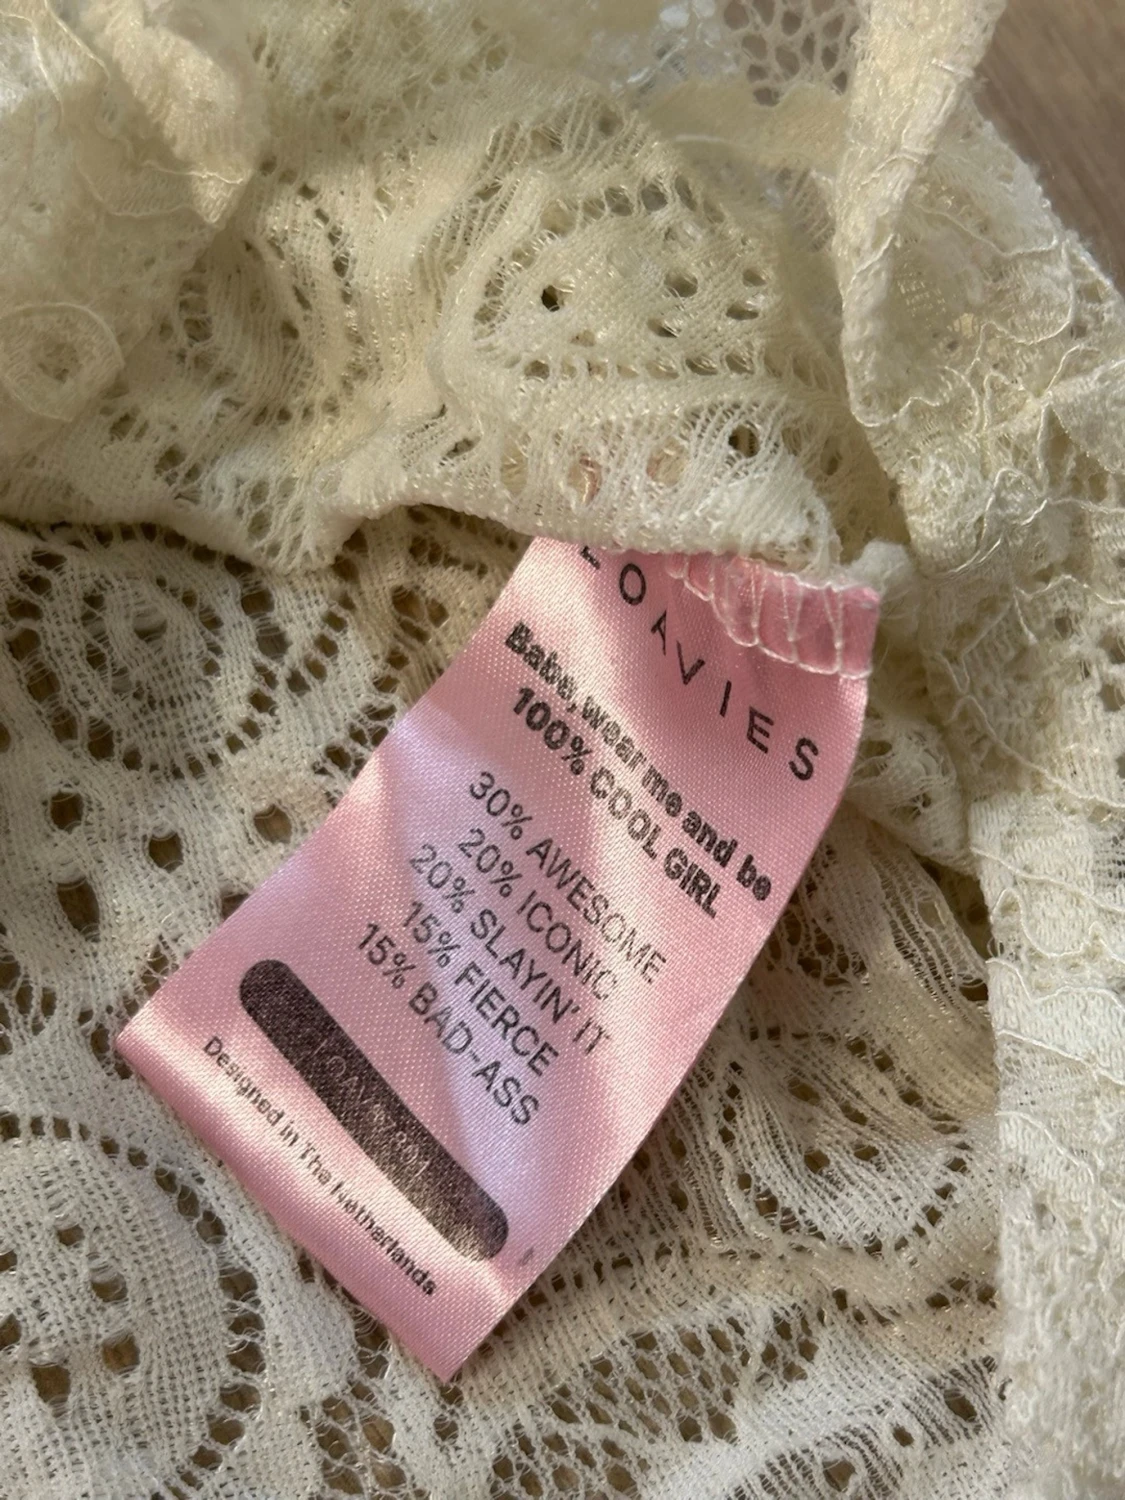 LOAVIES
Babe, wear me and be
100% COOL GIRL
30% AWESOME
20% ICONIC
20% SLAYIN' IT
15% FIERCE
15% BAD-ASS
Designed in The Netherlands